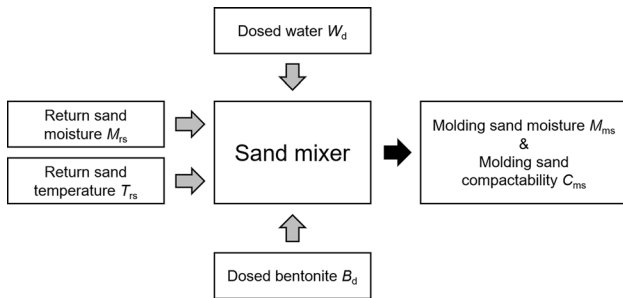 Dosed water Wd
Return sand
moisture Mrs
Return sand
temperature Trs
Sand mixer
Molding sand moisture Mms
&
Molding sand
compactability Cms
Dosed bentonite Bd